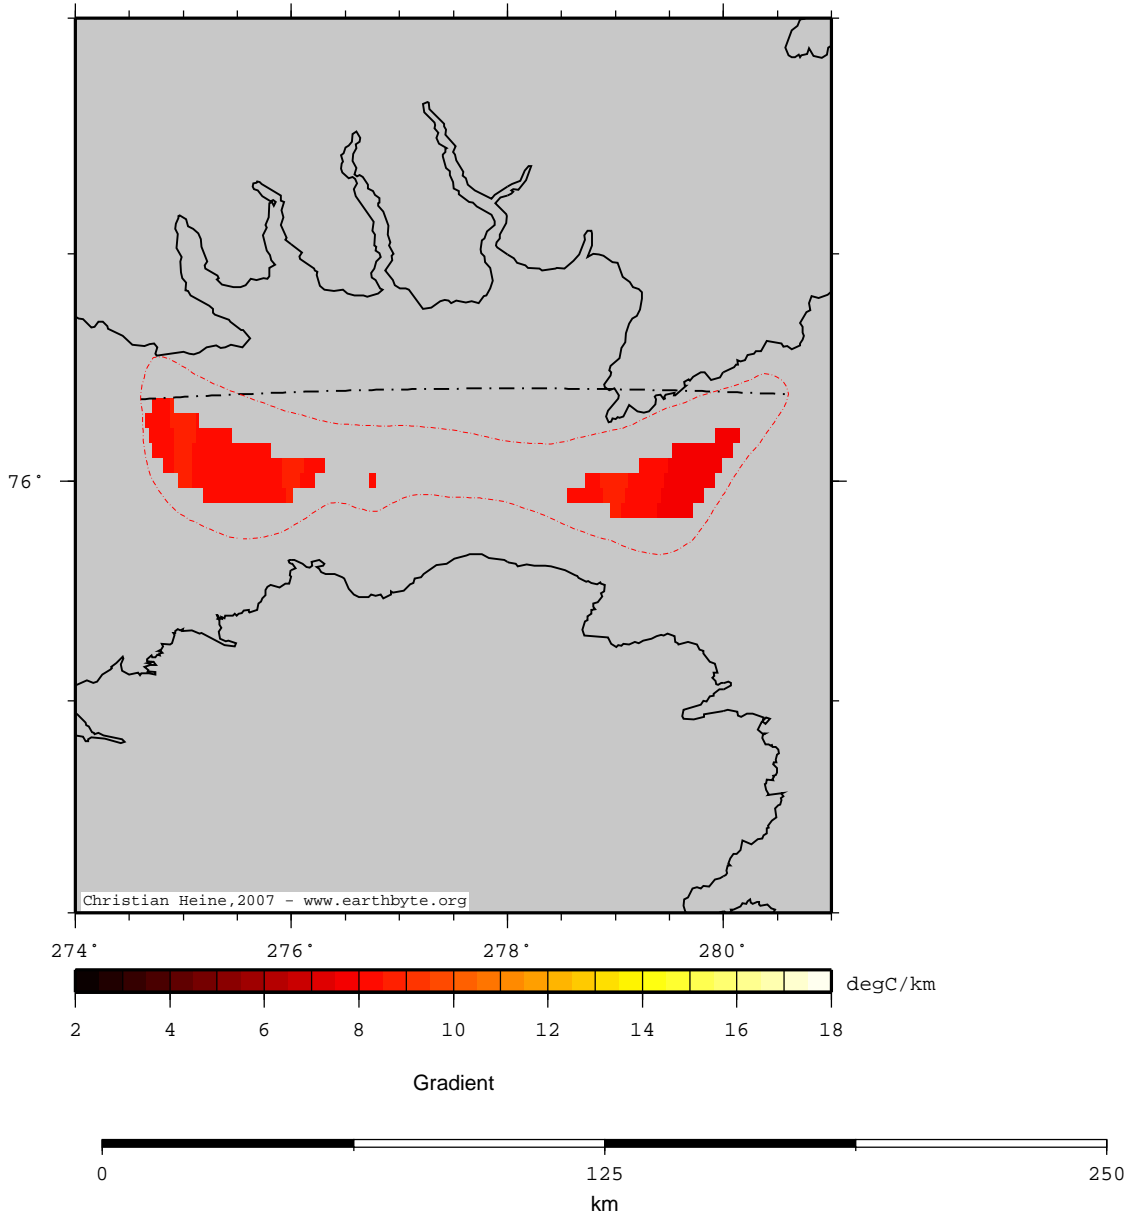 76°
Christian Heine,2007 - www.earthbyte.org
274° 276° 278° 280°
degC/km
2 4 6 8 10 12 14 16 18
Gradient
0 125 250
km